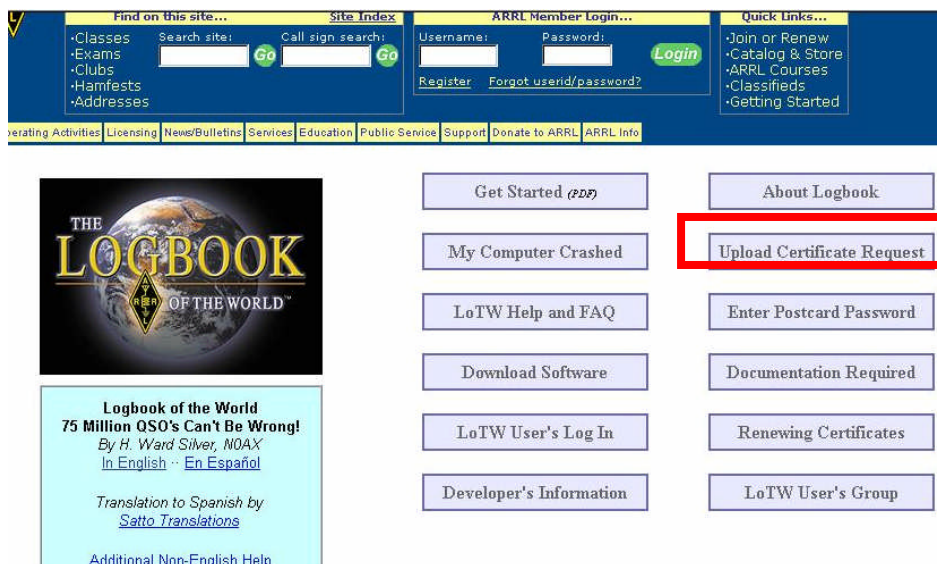 Find on this site... Site Index
·Classes
·Exams
·Clubs
·Hamfests
·Addresses
Search site: Call sign search:
Go Go
ARRL Member Login...
Username: Password:
Login
Register Forgot userid/password?
Quick Links...
·Join or Renew
·Catalog & Store
·ARRL Courses
·Classifieds
·Getting Started
perating Activities Licensing News/Bulletins Services Education Public Service Support Donate to ARRL ARRL Info
THE
LOGBOOK
OF THE WORLD™
A
R R
L
Get Started (PDF) About Logbook
My Computer Crashed Upload Certificate Request
LoTW Help and FAQ Enter Postcard Password
Download Software Documentation Required
LoTW User's Log In Renewing Certificates
Developer's Information LoTW User's Group
Logbook of the World
75 Million QSO's Can't Be Wrong!
By H. Ward Silver, N0AX
In English ·· En Español
Translation to Spanish by
Satto Translations
Additional Non-English Help